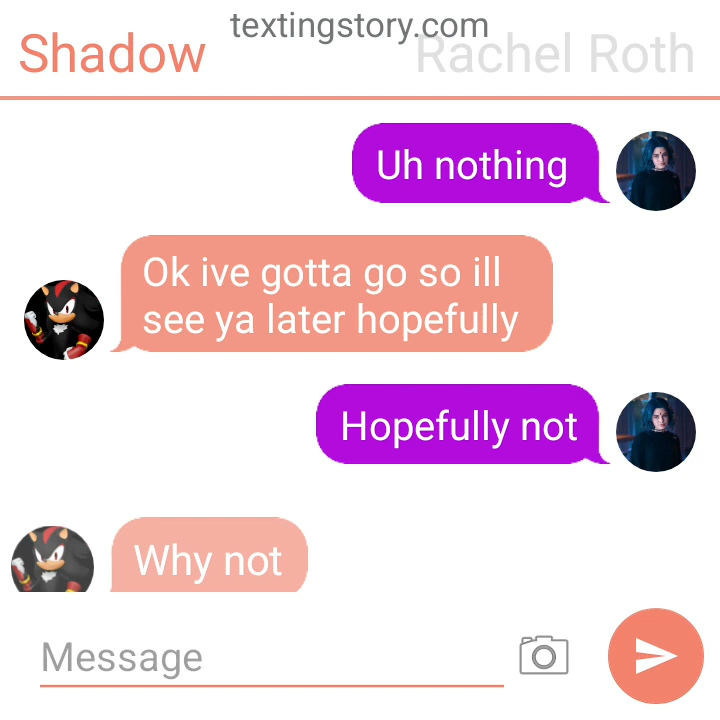 textingstory.com
Shadow
Rachel Roth
Uh nothing
Ok ive gotta go so ill
see ya later hopefully
Hopefully not
Why not
Message